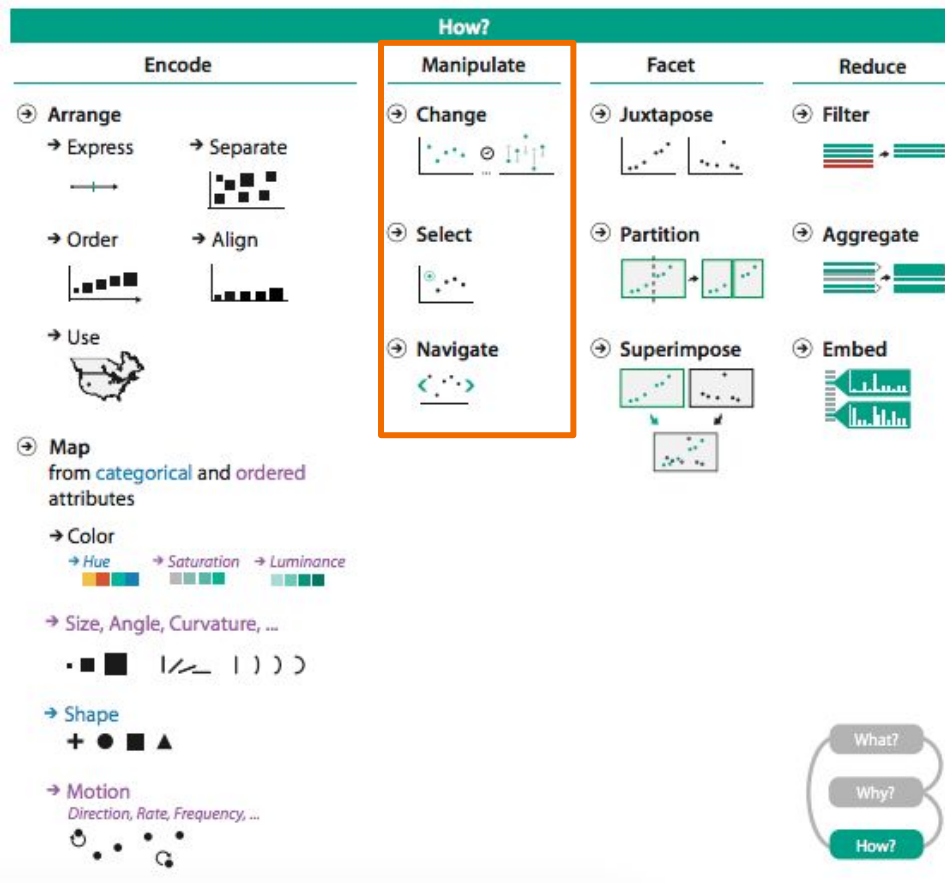 How?
Encode
Manipulate
Facet
Reduce
Arrange
Express
Separate
Order
Align
Use
Map
from categorical and ordered
attributes
Color
Hue
Saturation
Luminance
Size, Angle, Curvature, ...
Shape
Motion
Direction, Rate, Frequency, ...
Change
...
Select
Navigate
Juxtapose
Partition
Superimpose
Filter
Aggregate
Embed
What?
Why?
How?